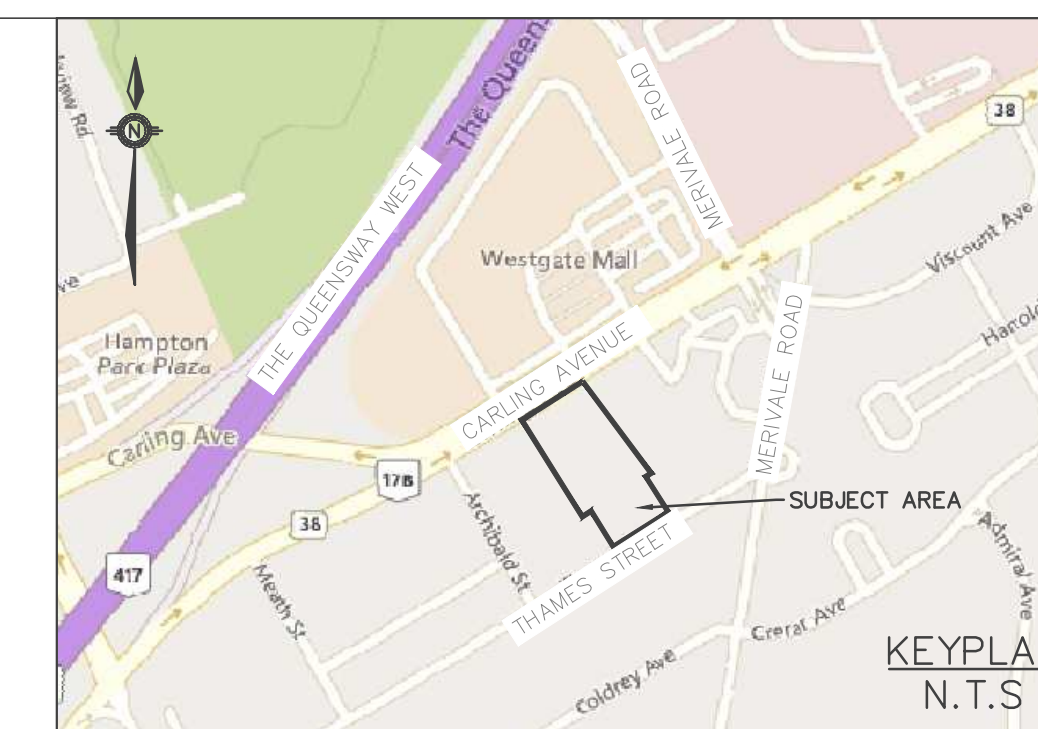 The Queen
MERIVALE ROAD
38
N
THE QUEENSWAY WEST
Westgate Mall
Viscount Ave
Hampton
Park Plaza
CARLING AVENUE
MERIVALE ROAD
Harold
Carling Ave
176
SUBJECT AREA
38
Archibald St.
417
THAMES STREET
Admiral Ave
Meath St.
Crerar Ave
Coldrey Ave
KEYPLA
N.T.S